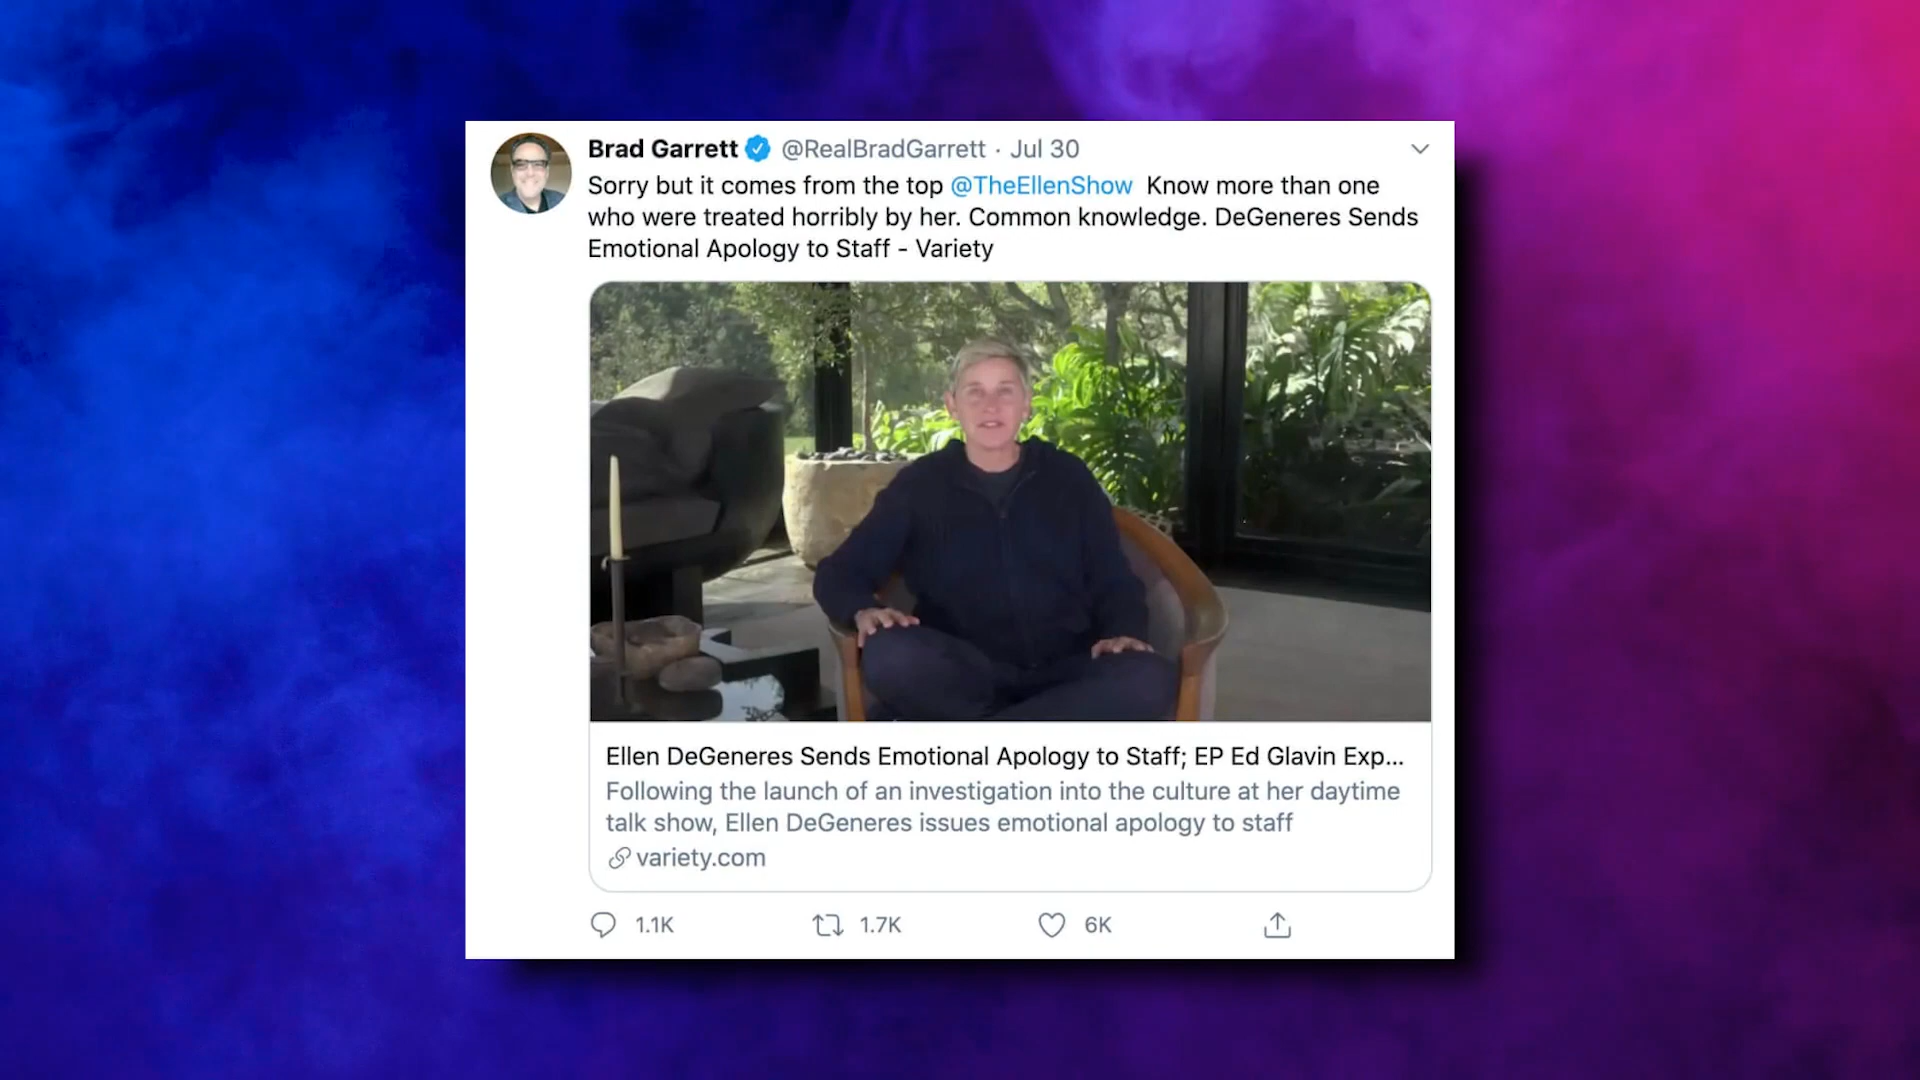 Brad Garrett @RealBradGarrett · Jul 30
Sorry but it comes from the top @TheEllenShow Know more than one
who were treated horribly by her. Common knowledge. DeGeneres Sends
Emotional Apology to Staff - Variety
Ellen DeGeneres Sends Emotional Apology to Staff; EP Ed Glavin Exp...
Following the launch of an investigation into the culture at her daytime
talk show, Ellen DeGeneres issues emotional apology to staff
variety.com
1.1K 1.7K 6K